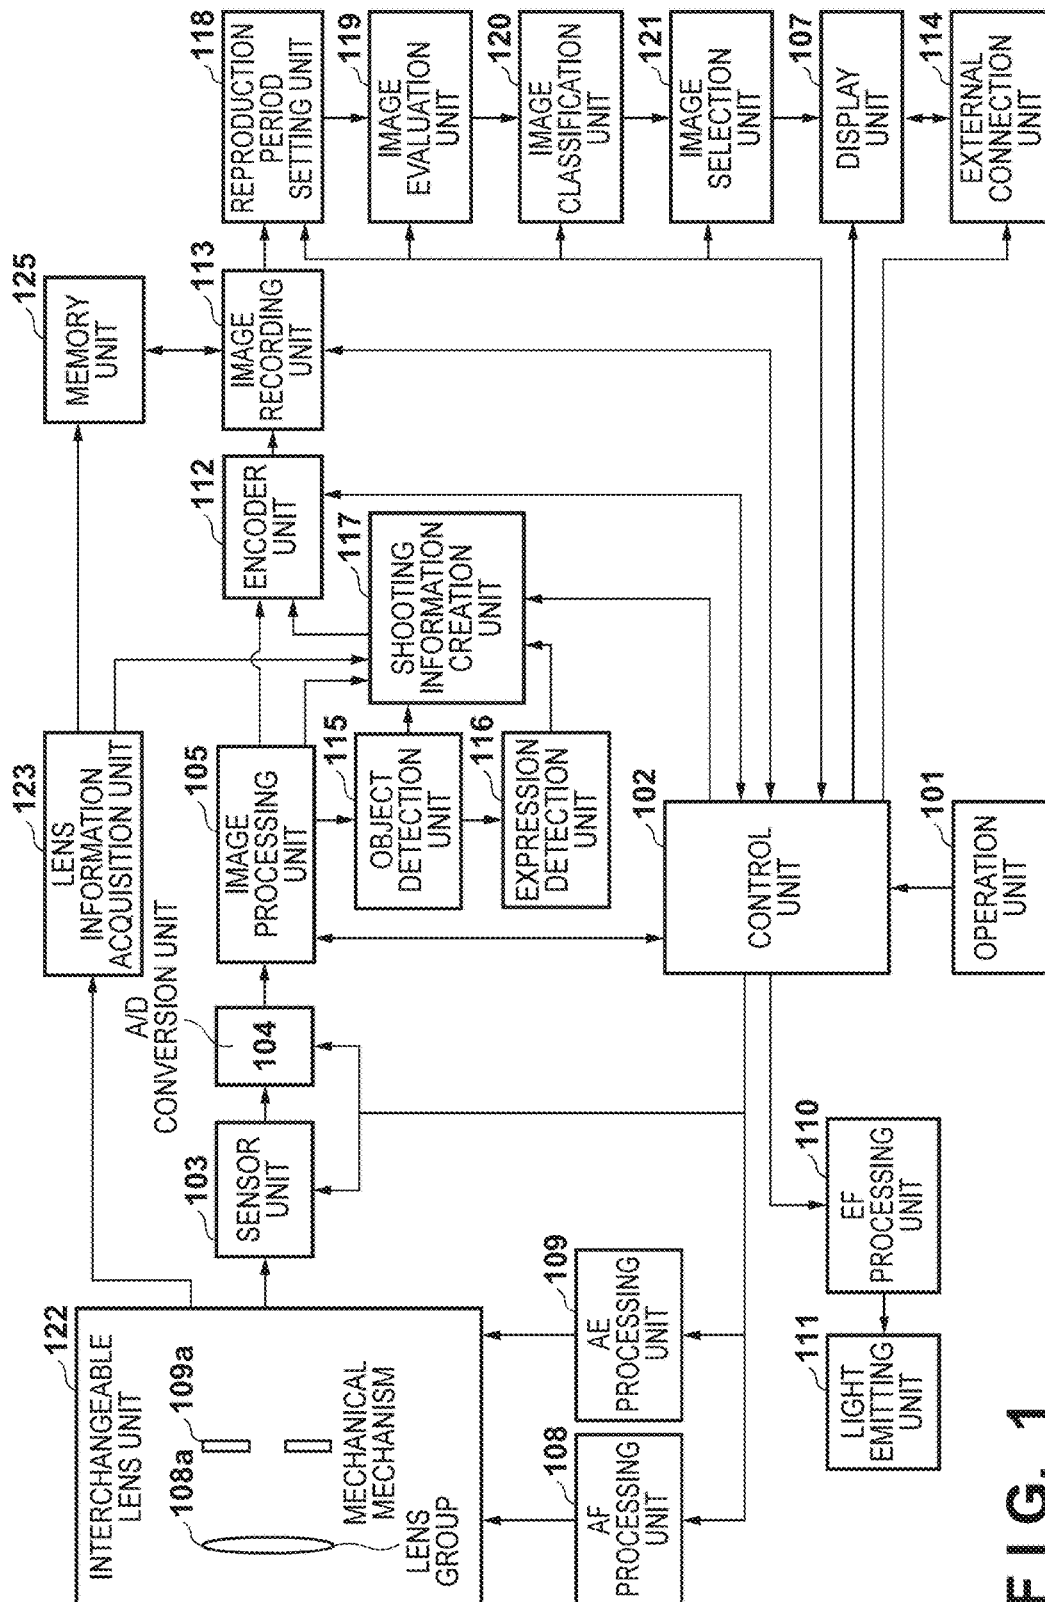 122
INTERCHANGEABLE
LENS UNIT
108a
109a
MECHANICAL
MECHANISM
LENS
GROUP
123
LENS
INFORMATION
ACQUISITION UNIT
125
MEMORY
UNIT
103
SENSOR
UNIT
A/D
CONVERSION UNIT
104
105
IMAGE
PROCESSING
UNIT
112
ENCODER
UNIT
113
IMAGE
RECORDING
UNIT
118
REPRODUCTION
PERIOD
SETTING UNIT
115
OBJECT
DETECTION
UNIT
116
EXPRESSION
DETECTION
UNIT
117
SHOOTING
INFORMATION
CREATION
UNIT
119
IMAGE
EVALUATION
UNIT
120
IMAGE
CLASSIFICATION
UNIT
121
IMAGE
SELECTION
UNIT
107
DISPLAY
UNIT
114
EXTERNAL
CONNECTION
UNIT
108
AF
PROCESSING
UNIT
109
AE
PROCESSING
UNIT
102
CONTROL
UNIT
101
OPERATION
UNIT
110
EF
PROCESSING
UNIT
111
LIGHT
EMITTING
UNIT
FIG. 1